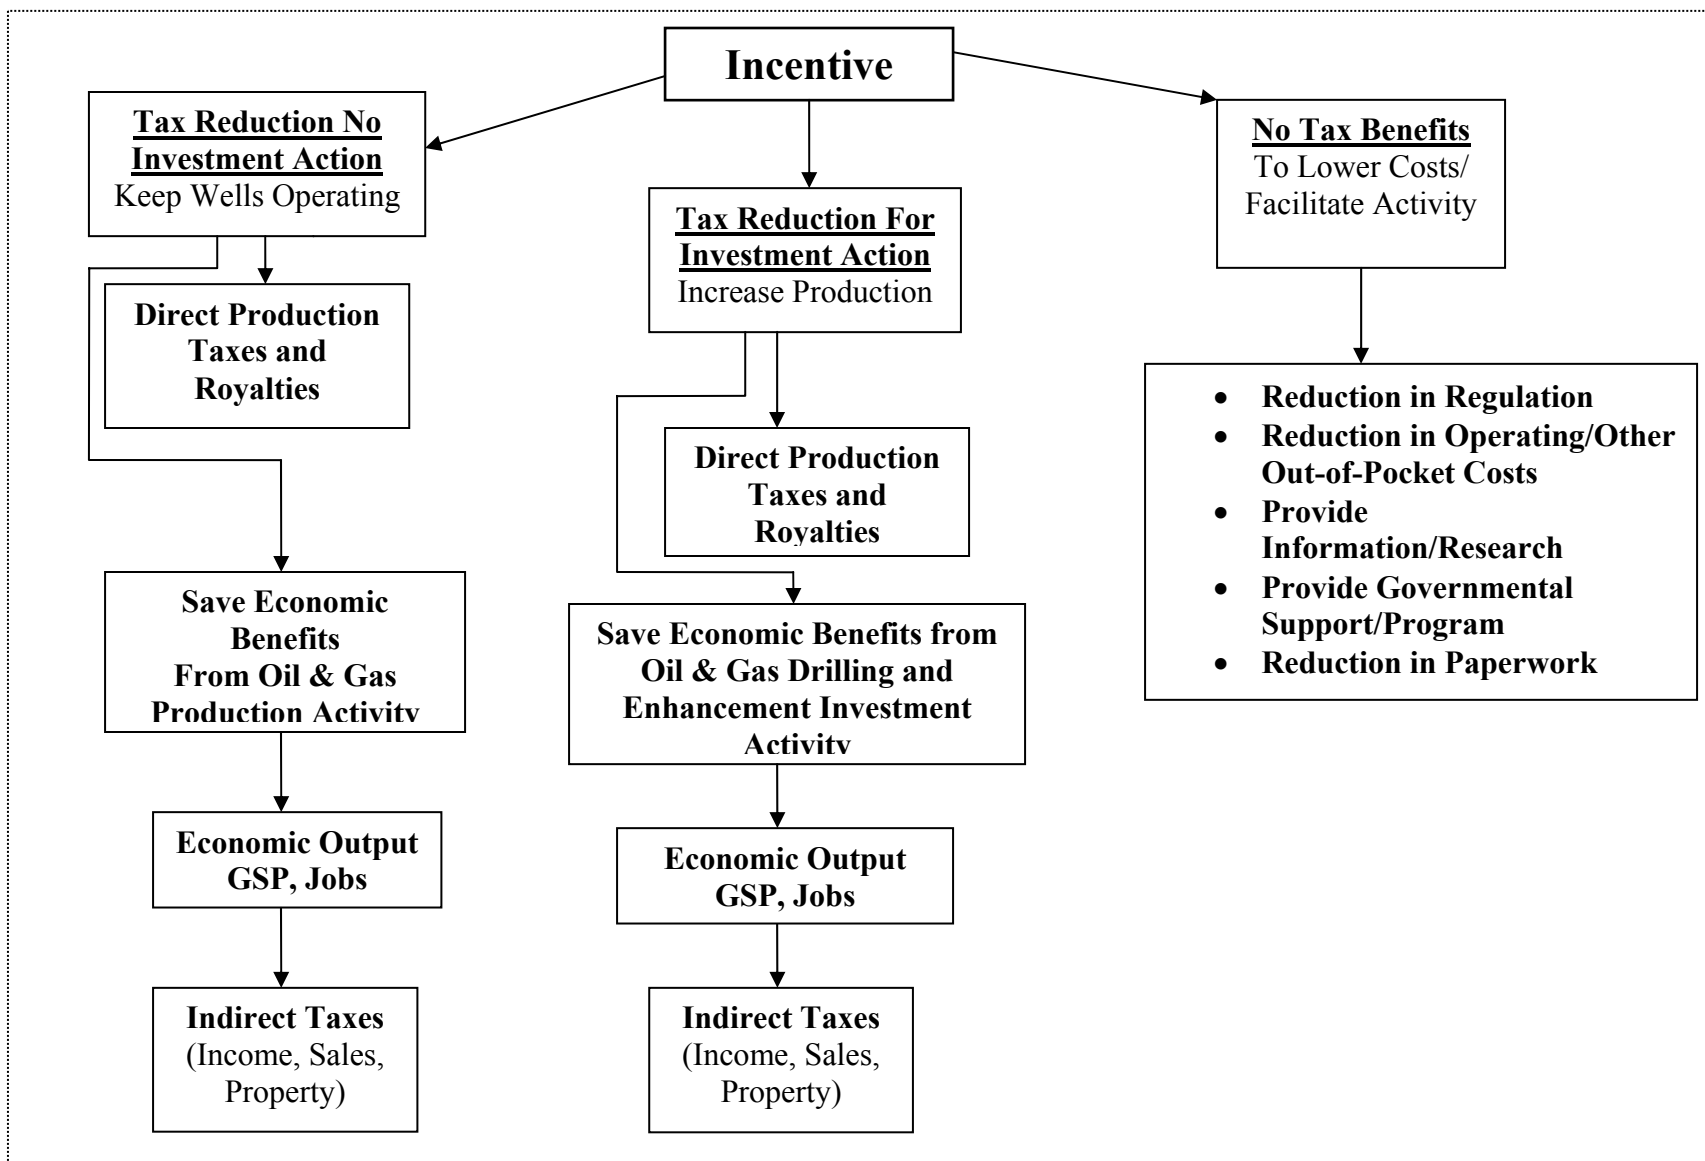 Incentive
Tax Reduction No
Investment Action
Keep Wells Operating
Direct Production
Taxes and
Royalties
Save Economic
Benefits
From Oil & Gas
Production Activity
Economic Output
GSP, Jobs
Indirect Taxes
(Income, Sales,
Property)
Tax Reduction For
Investment Action
Increase Production
Direct Production
Taxes and
Royalties
Save Economic Benefits from
Oil & Gas Drilling and
Enhancement Investment
Activity
Economic Output
GSP, Jobs
Indirect Taxes
(Income, Sales,
Property)
No Tax Benefits
To Lower Costs/
Facilitate Activity
• Reduction in Regulation
• Reduction in Operating/Other
Out-of-Pocket Costs
• Provide
Information/Research
• Provide Governmental
Support/Program
• Reduction in Paperwork